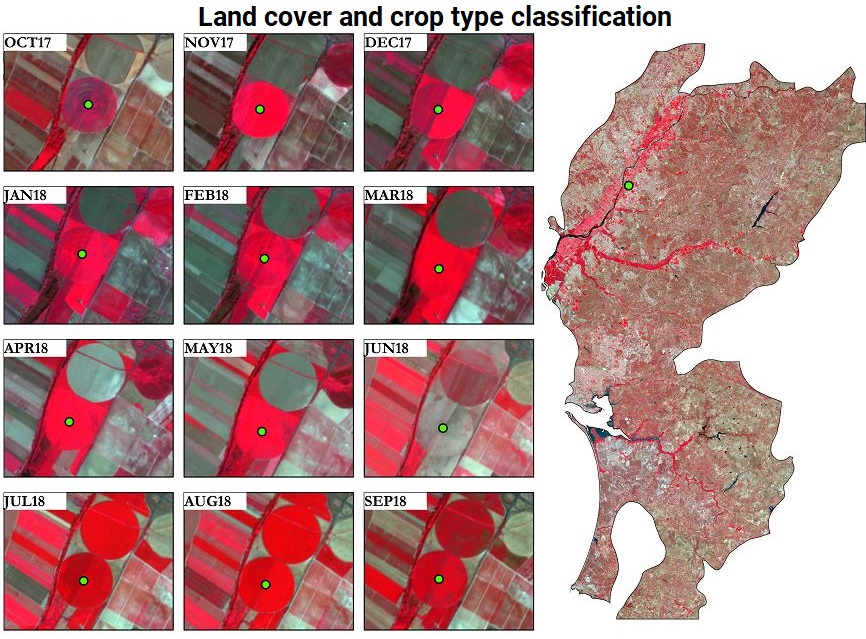 Land cover and crop type classification
OCT17
NOV17
DEC17
JAN18
FEB18
MAR18
APR18
MAY18
JUN18
JUL18
AUG18
SEP18